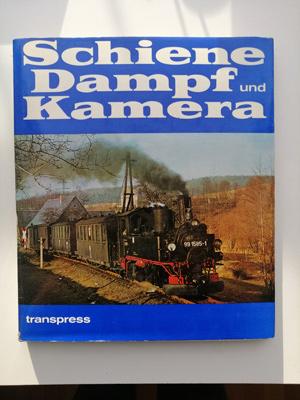 Schiene
Dampf und
Kamera
99 1585-1
transpress